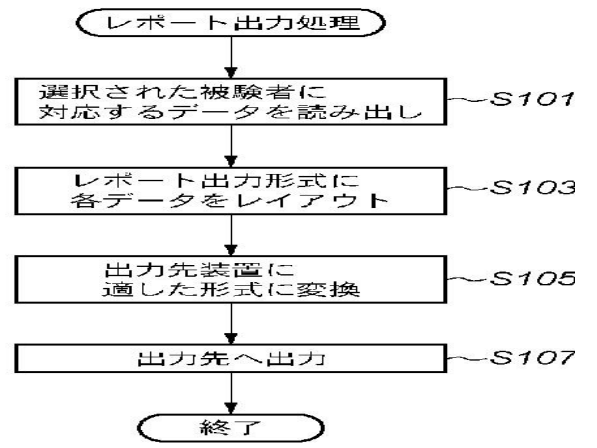 レポート出力処理
選択された被験者に
対応するデータを読み出し
S101
レポート出力形式に
各データをレイアウト
S103
出力先装置に
適した形式に変換
S105
出力先へ出力
S107
終了